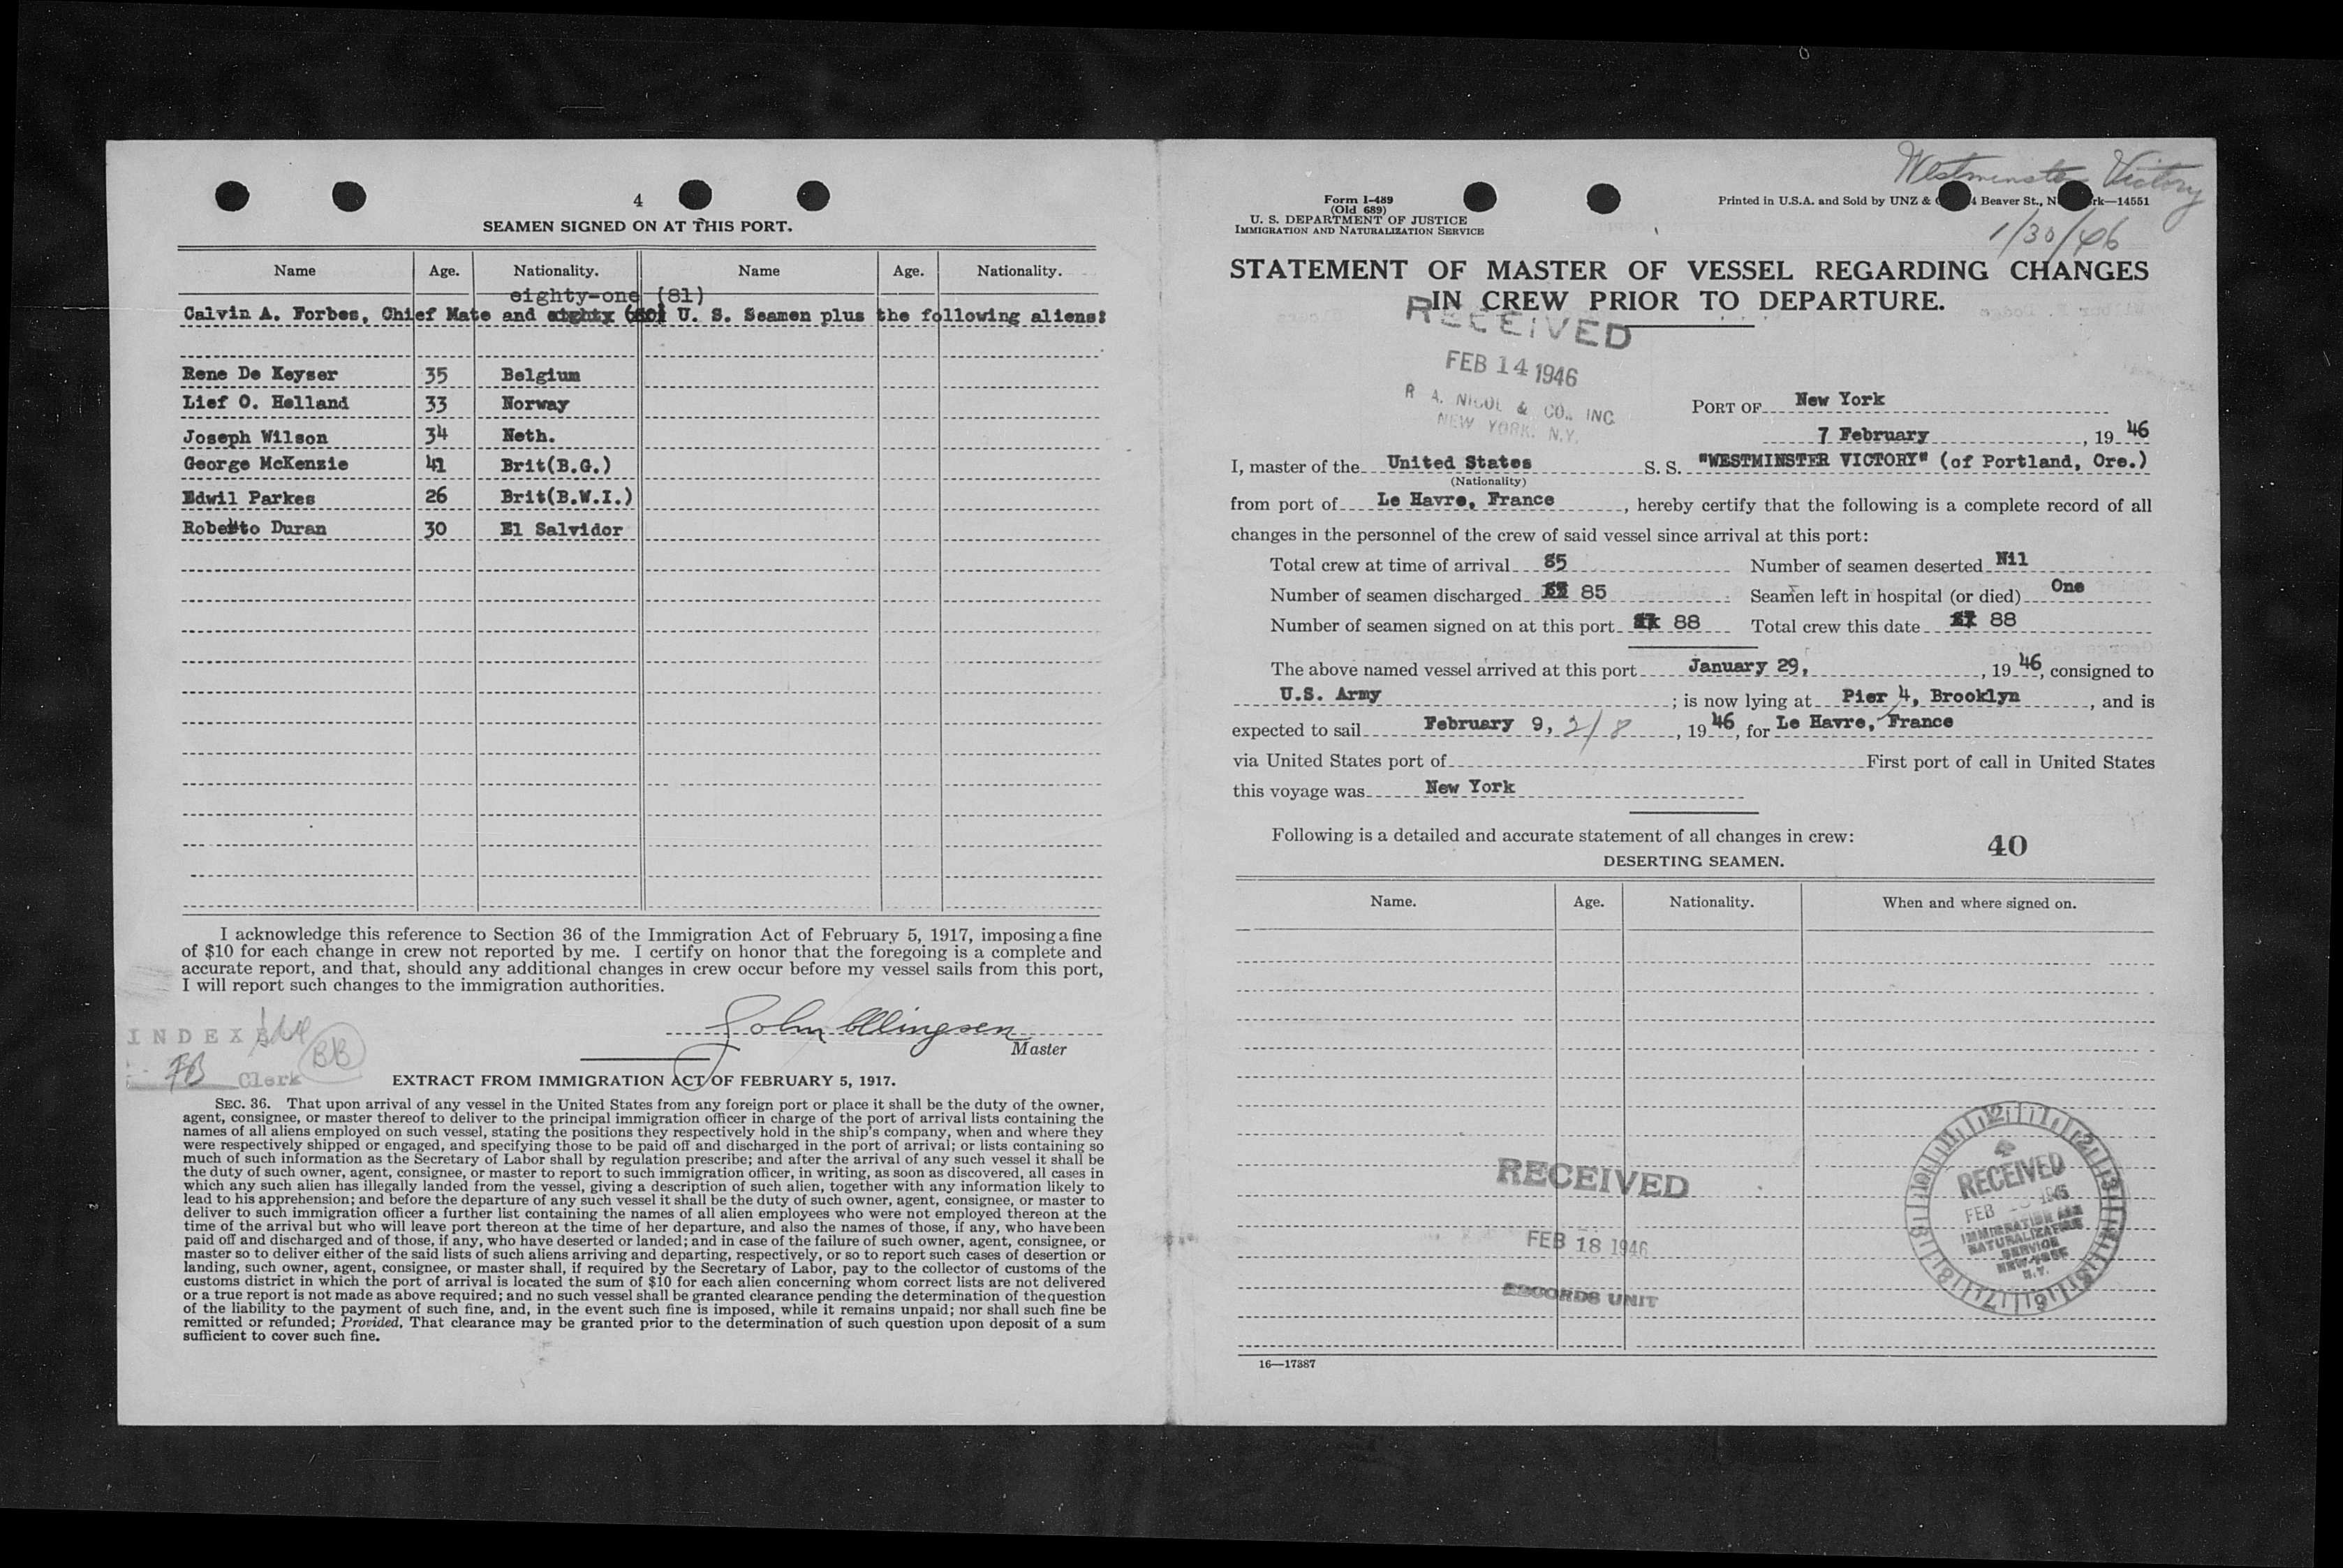 4
SEAMEN SIGNED ON AT THIS PORT.
Name Age. Nationality. Name Age. Nationality.
eighty-one (81)
Calvin A. Forbes, Chief Mate and eighty (80) U. S. Seamen plus the following aliens:
Rene De Keyser 35 Belgium
Lief O. Helland 33 Norway
Joseph Wilson 34 Neth.
George McKenzie 41 Brit(B.G.)
Edwil Parkes 26 Brit(B.W.I.)
Roberto Duran 30 El Salvidor
I acknowledge this reference to Section 36 of the Immigration Act of February 5, 1917, imposing a fine
of $10 for each change in crew not reported by me. I certify on honor that the foregoing is a complete and
accurate report, and that, should any additional changes in crew occur before my vessel sails from this port,
I will report such changes to the immigration authorities.
John Ellingsen
Master
INDEXED
BB
FB Clerk
EXTRACT FROM IMMIGRATION ACT OF FEBRUARY 5, 1917.
SEC. 36. That upon arrival of any vessel in the United States from any foreign port or place it shall be the duty of the owner,
agent, consignee, or master thereof to deliver to the principal immigration officer in charge of the port of arrival lists containing the
names of all aliens employed on such vessel, stating the positions they respectively hold in the ship's company, when and where they
were respectively shipped or engaged, and specifying those to be paid off and discharged in the port of arrival; or lists containing so
much of such information as the Secretary of Labor shall by regulation prescribe; and after the arrival of any such vessel it shall be
the duty of such owner, agent, consignee, or master to report to such immigration officer, in writing, as soon as discovered, all cases in
which any such alien has illegally landed from the vessel, giving a description of such alien, together with any information likely to
lead to his apprehension; and before the departure of any such vessel it shall be the duty of such owner, agent, consignee, or master to
deliver to such immigration officer a further list containing the names of all alien employees who were not employed thereon at the
time of the arrival but who will leave port thereon at the time of her departure, and also the names of those, if any, who have been
paid off and discharged and of those, if any, who have deserted or landed; and in case of the failure of such owner, agent, consignee, or
master so to deliver either of the said lists of such aliens arriving and departing, respectively, or so to report such cases of desertion or
landing, such owner, agent, consignee, or master shall, if required by the Secretary of Labor, pay to the collector of customs of the
customs district in which the port of arrival is located the sum of $10 for each alien concerning whom correct lists are not delivered
or a true report is not made as above required; and no such vessel shall be granted clearance pending the determination of the question
of the liability to the payment of such fine, and, in the event such fine is imposed, while it remains unpaid; nor shall such fine be
remitted or refunded; Provided, That clearance may be granted prior to the determination of such question upon deposit of a sum
sufficient to cover such fine.
Westminster Victory
1/30/46
Form I-489
(Old 689)
U. S. DEPARTMENT OF JUSTICE
IMMIGRATION AND NATURALIZATION SERVICE
Printed in U.S.A. and Sold by UNZ & 4 Beaver St., N rk—14551
STATEMENT OF MASTER OF VESSEL REGARDING CHANGES
IN CREW PRIOR TO DEPARTURE.
RECEIVED
FEB 14 1946
R. A. NICOL & CO., INC
NEW YORK, N.Y.
PORT OF New York
7 February, 19 46
I, master of the United States S. S. "WESTMINSTER VICTORY" (of Portland, Ore.)
(Nationality)
from port of Le Havre, France, hereby certify that the following is a complete record of all
changes in the personnel of the crew of said vessel since arrival at this port:
Total crew at time of arrival 85 Number of seamen deserted Nil
Number of seamen discharged 85 Seamen left in hospital (or died) One
Number of seamen signed on at this port 88 Total crew this date 88
The above named vessel arrived at this port January 29, , 19 46, consigned to
U.S. Army ; is now lying at Pier 4, Brooklyn , and is
expected to sail February 9, 2/8 , 19 46, for Le Havre, France
via United States port of First port of call in United States
this voyage was New York
Following is a detailed and accurate statement of all changes in crew:
40
DESERTING SEAMEN.
Name. Age. Nationality. When and where signed on.
RECEIVED
FEB 18 1946
RECORDS UNIT
RECEIVED
FEB
IMMIGRATION AND
NATURALIZATION
SERVICE
NEW YORK
N.Y.
16—17387